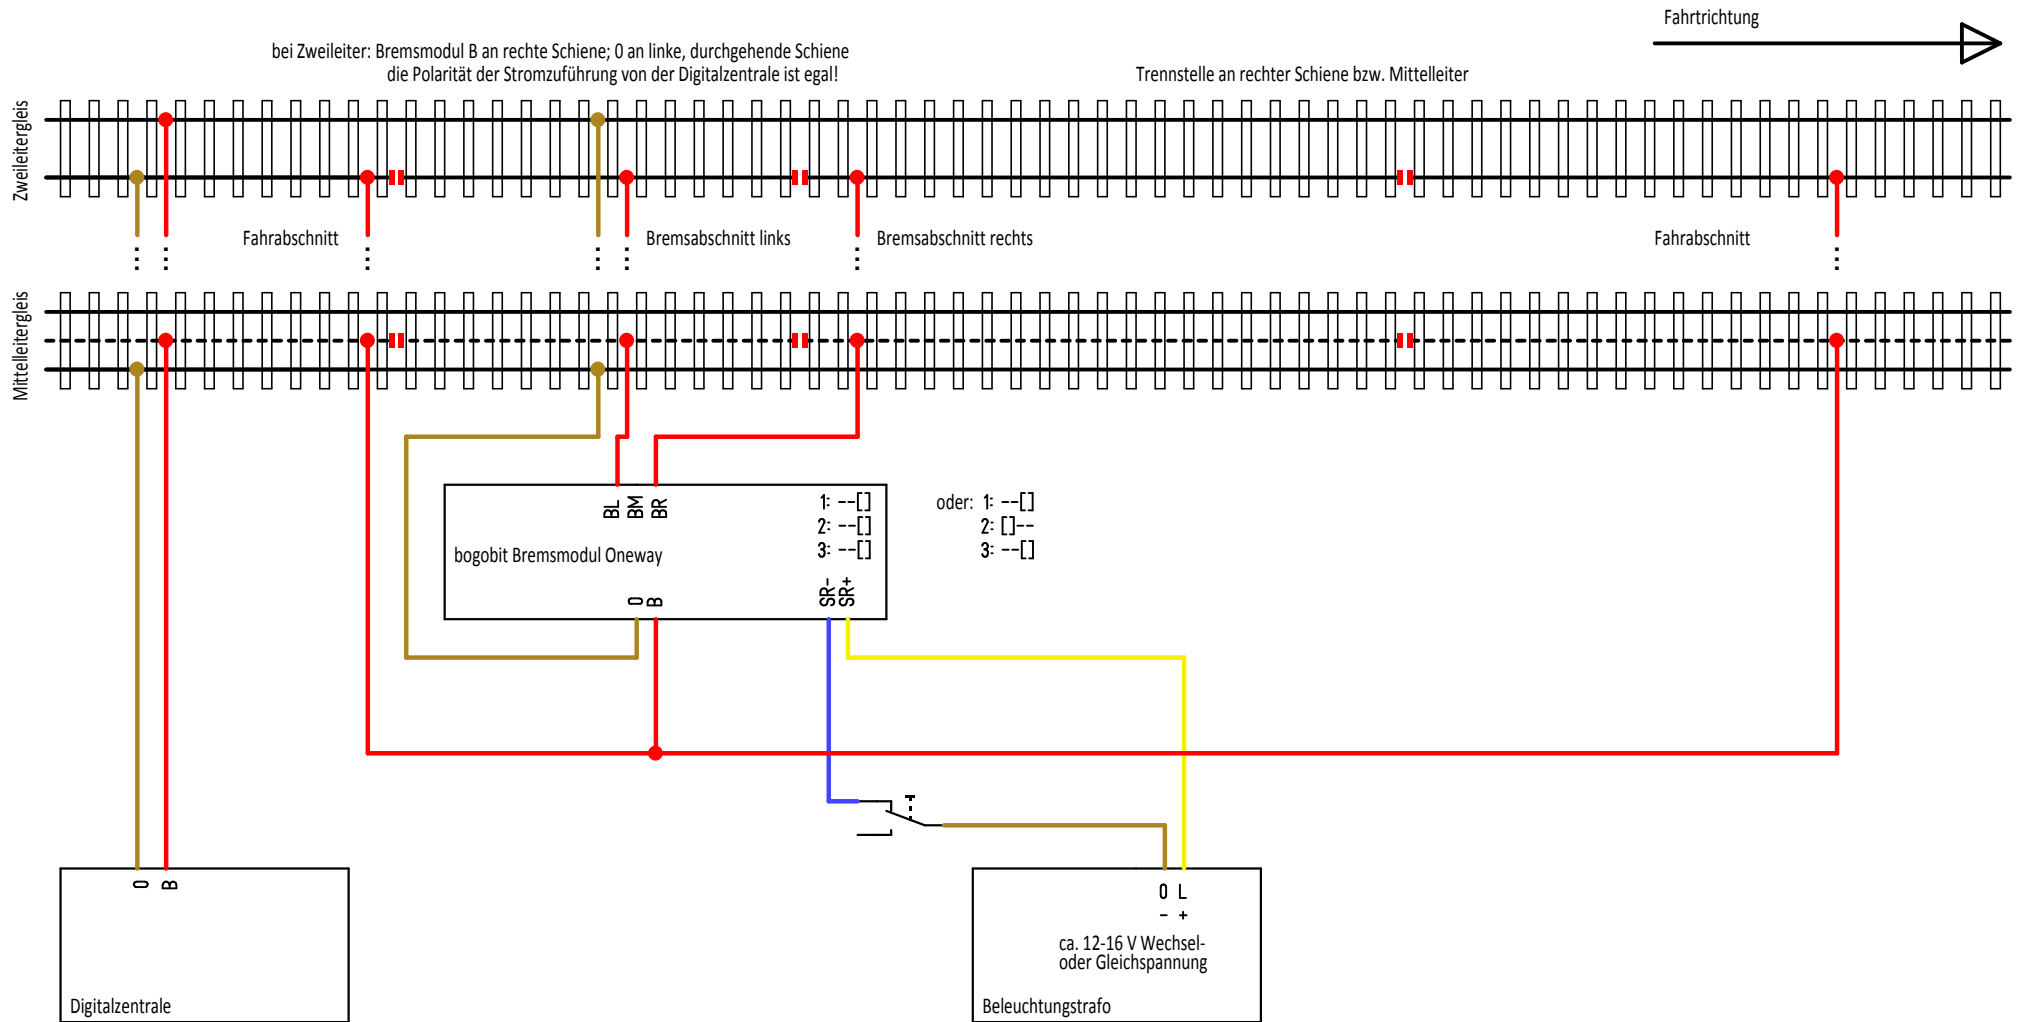 Fahrtrichtung
bei Zweileiter: Bremsmodul B an rechte Schiene; 0 an linke, durchgehende Schiene
die Polarität der Stromzuführung von der Digitalzentrale ist egal!
Trennstelle an rechter Schiene bzw. Mittelleiter
Zweileitergleis
Fahrabschnitt
Bremsabschnitt links
Bremsabschnitt rechts
Fahrabschnitt
Mittelleitergleis
BL
BM
BR
1: --[]
2: --[]
3: --[]
oder: 1: --[]
2: []--
3: --[]
bogobit Bremsmodul Oneway
0
B
SR-
SR+
0
B
Digitalzentrale
0 L
- +
ca. 12-16 V Wechsel-
oder Gleichspannung
Beleuchtungstrafo